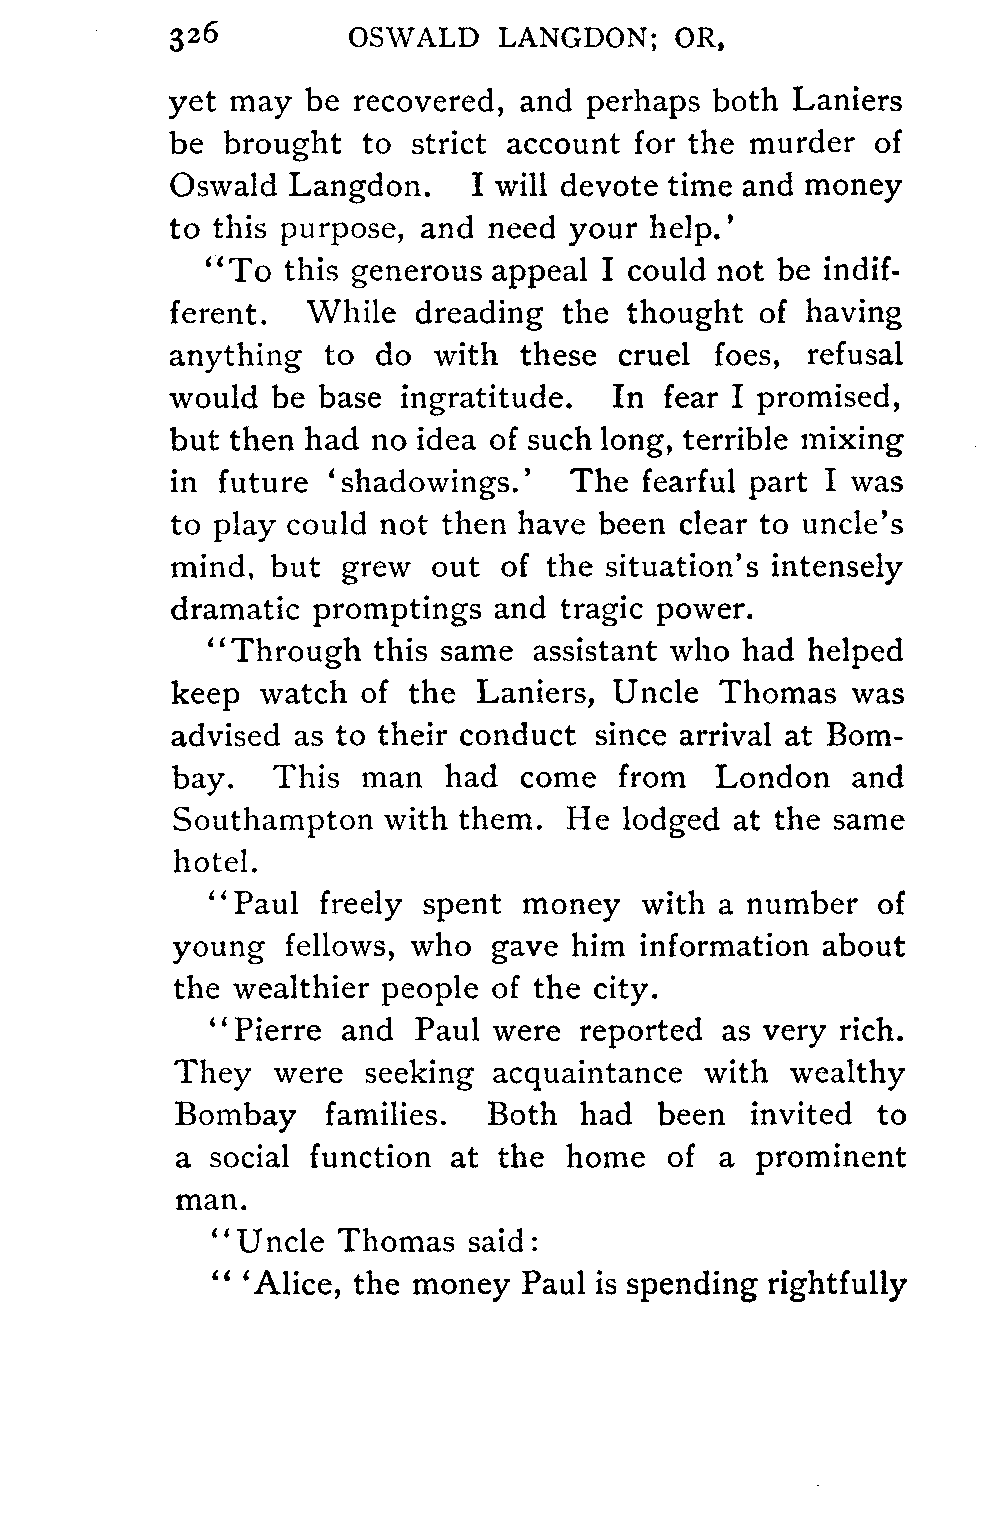 326 OSWALD LANGDON; OR,
yet may be recovered, and perhaps both Laniers
be brought to strict account for the murder of
Oswald Langdon. I will devote time and money
to this purpose, and need your help.'
"To this generous appeal I could not be indif-
ferent. While dreading the thought of having
anything to do with these cruel foes, refusal
would be base ingratitude. In fear I promised,
but then had no idea of such long, terrible mixing
in future 'shadowings.' The fearful part I was
to play could not then have been clear to uncle's
mind, but grew out of the situation's intensely
dramatic promptings and tragic power.
"Through this same assistant who had helped
keep watch of the Laniers, Uncle Thomas was
advised as to their conduct since arrival at Bom-
bay. This man had come from London and
Southampton with them. He lodged at the same
hotel.
"Paul freely spent money with a number of
young fellows, who gave him information about
the wealthier people of the city.
"Pierre and Paul were reported as very rich.
They were seeking acquaintance with wealthy
Bombay families. Both had been invited to
a social function at the home of a prominent
man.
"Uncle Thomas said:
" 'Alice, the money Paul is spending rightfully